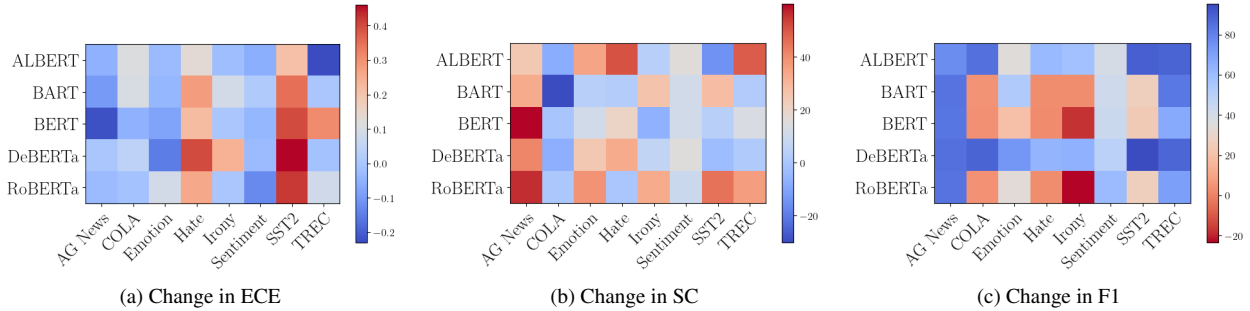 ALBERT
BART
BERT
DeBERTa
RoBERTa
AG News
COLA
Emotion
Hate
Irony
Sentiment
SST2
TREC
0.4
0.3
0.2
0.1
0.0
−0.1
−0.2
(a) Change in ECE
ALBERT
BART
BERT
DeBERTa
RoBERTa
AG News
COLA
Emotion
Hate
Irony
Sentiment
SST2
TREC
40
20
0
−20
(b) Change in SC
ALBERT
BART
BERT
DeBERTa
RoBERTa
AG News
COLA
Emotion
Hate
Irony
Sentiment
SST2
TREC
80
60
40
20
0
−20
(c) Change in F1